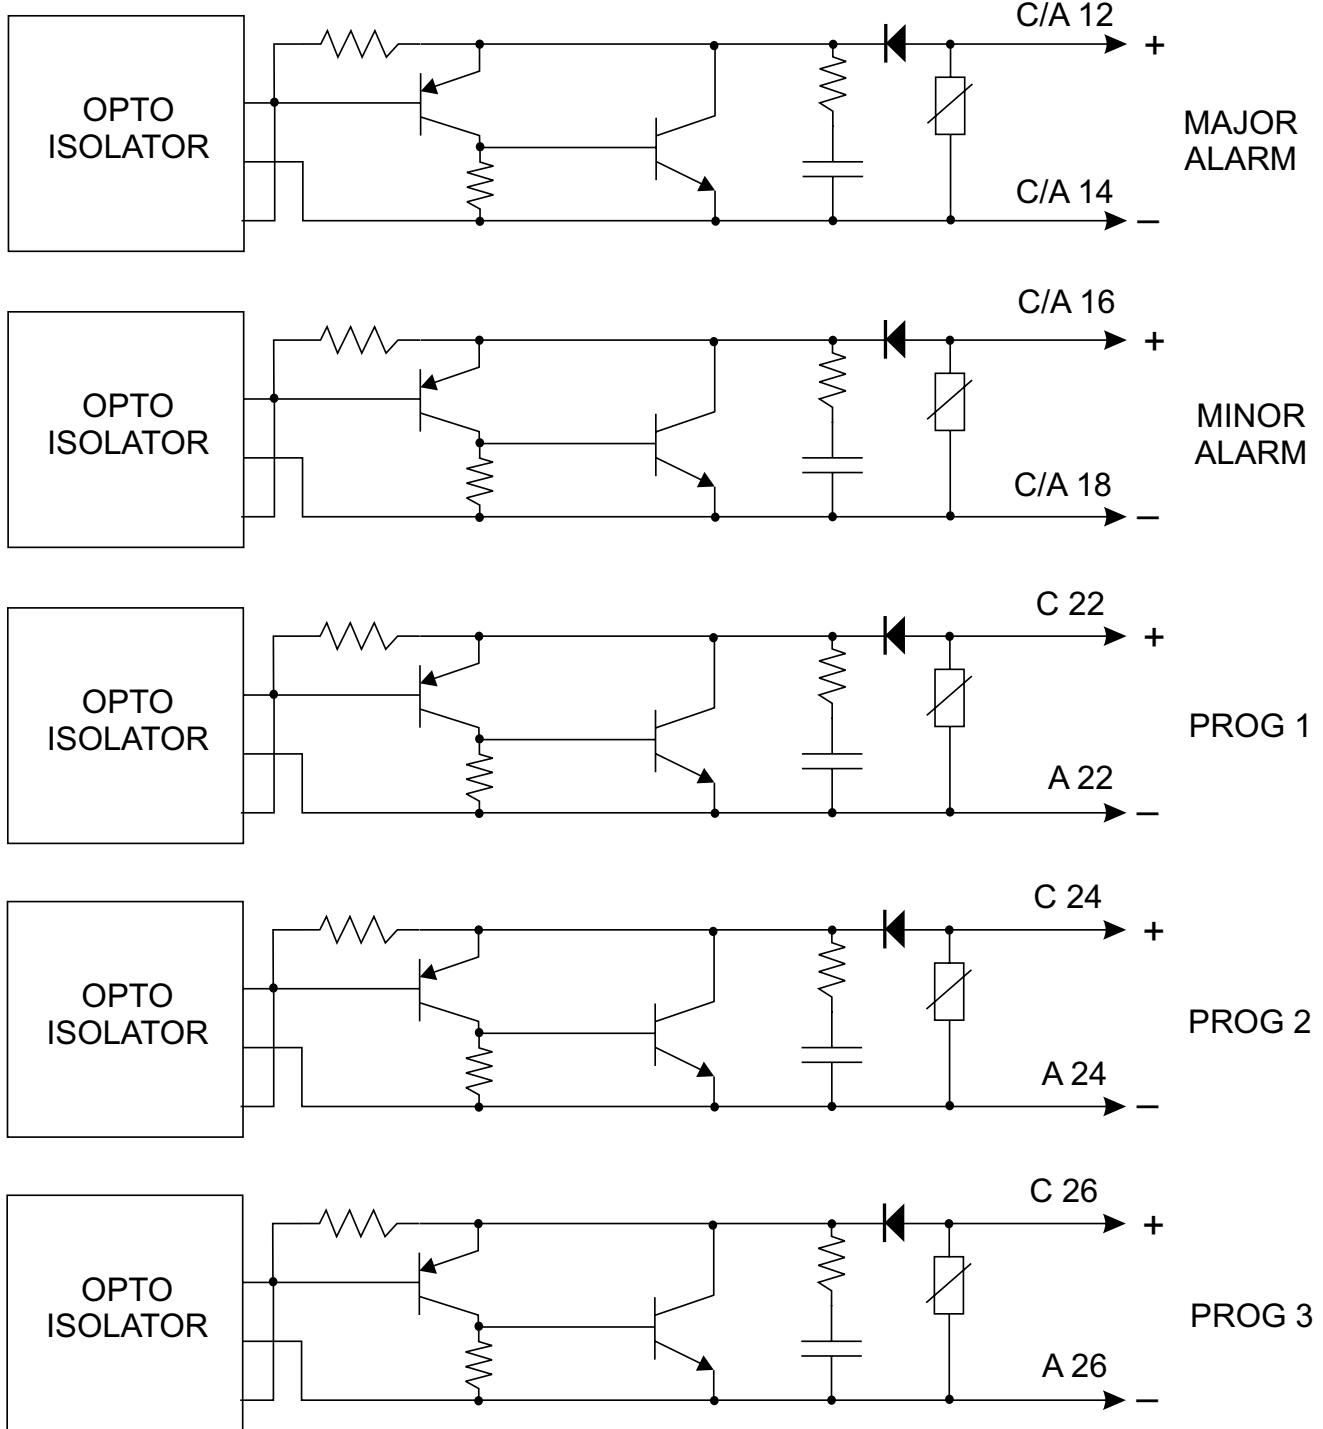 C/A 12
+
OPTO
ISOLATOR
MAJOR
ALARM
C/A 14
–
C/A 16
+
OPTO
ISOLATOR
MINOR
ALARM
C/A 18
–
C 22
+
OPTO
ISOLATOR
PROG 1
A 22
–
C 24
+
OPTO
ISOLATOR
PROG 2
A 24
–
C 26
+
OPTO
ISOLATOR
PROG 3
A 26
–